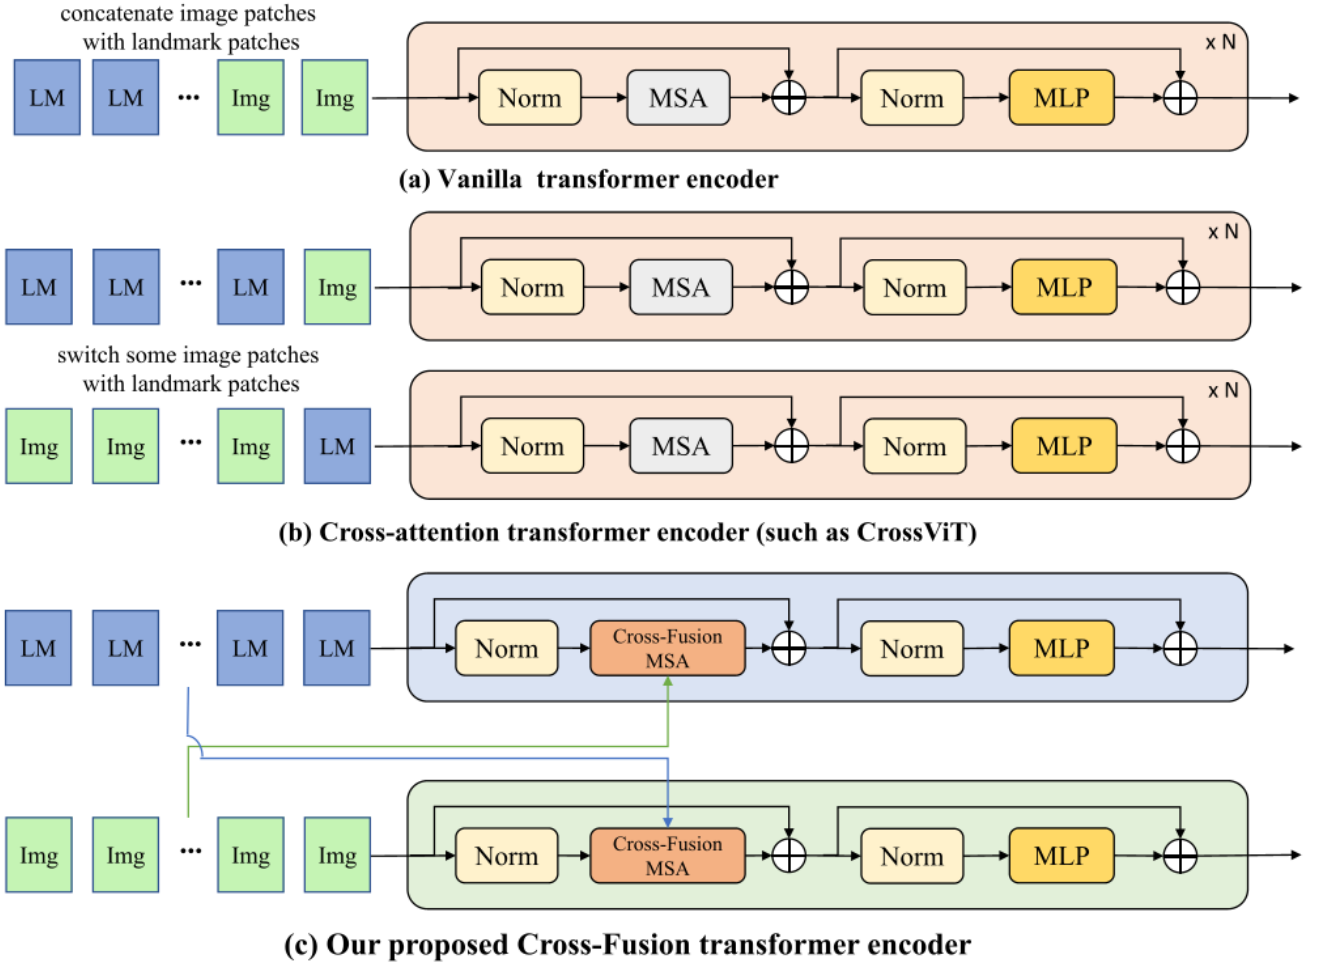 concatenate image patches
with landmark patches
LM LM ... Img Img
Norm MSA Norm MLP
x N
(a) Vanilla transformer encoder
LM LM ... LM Img
Norm MSA Norm MLP
x N
switch some image patches
with landmark patches
Img Img ... Img LM
Norm MSA Norm MLP
x N
(b) Cross-attention transformer encoder (such as CrossViT)
LM LM ... LM LM
Norm
Cross-Fusion
MSA
Norm MLP
Img Img ... Img Img
Norm
Cross-Fusion
MSA
Norm MLP
(c) Our proposed Cross-Fusion transformer encoder